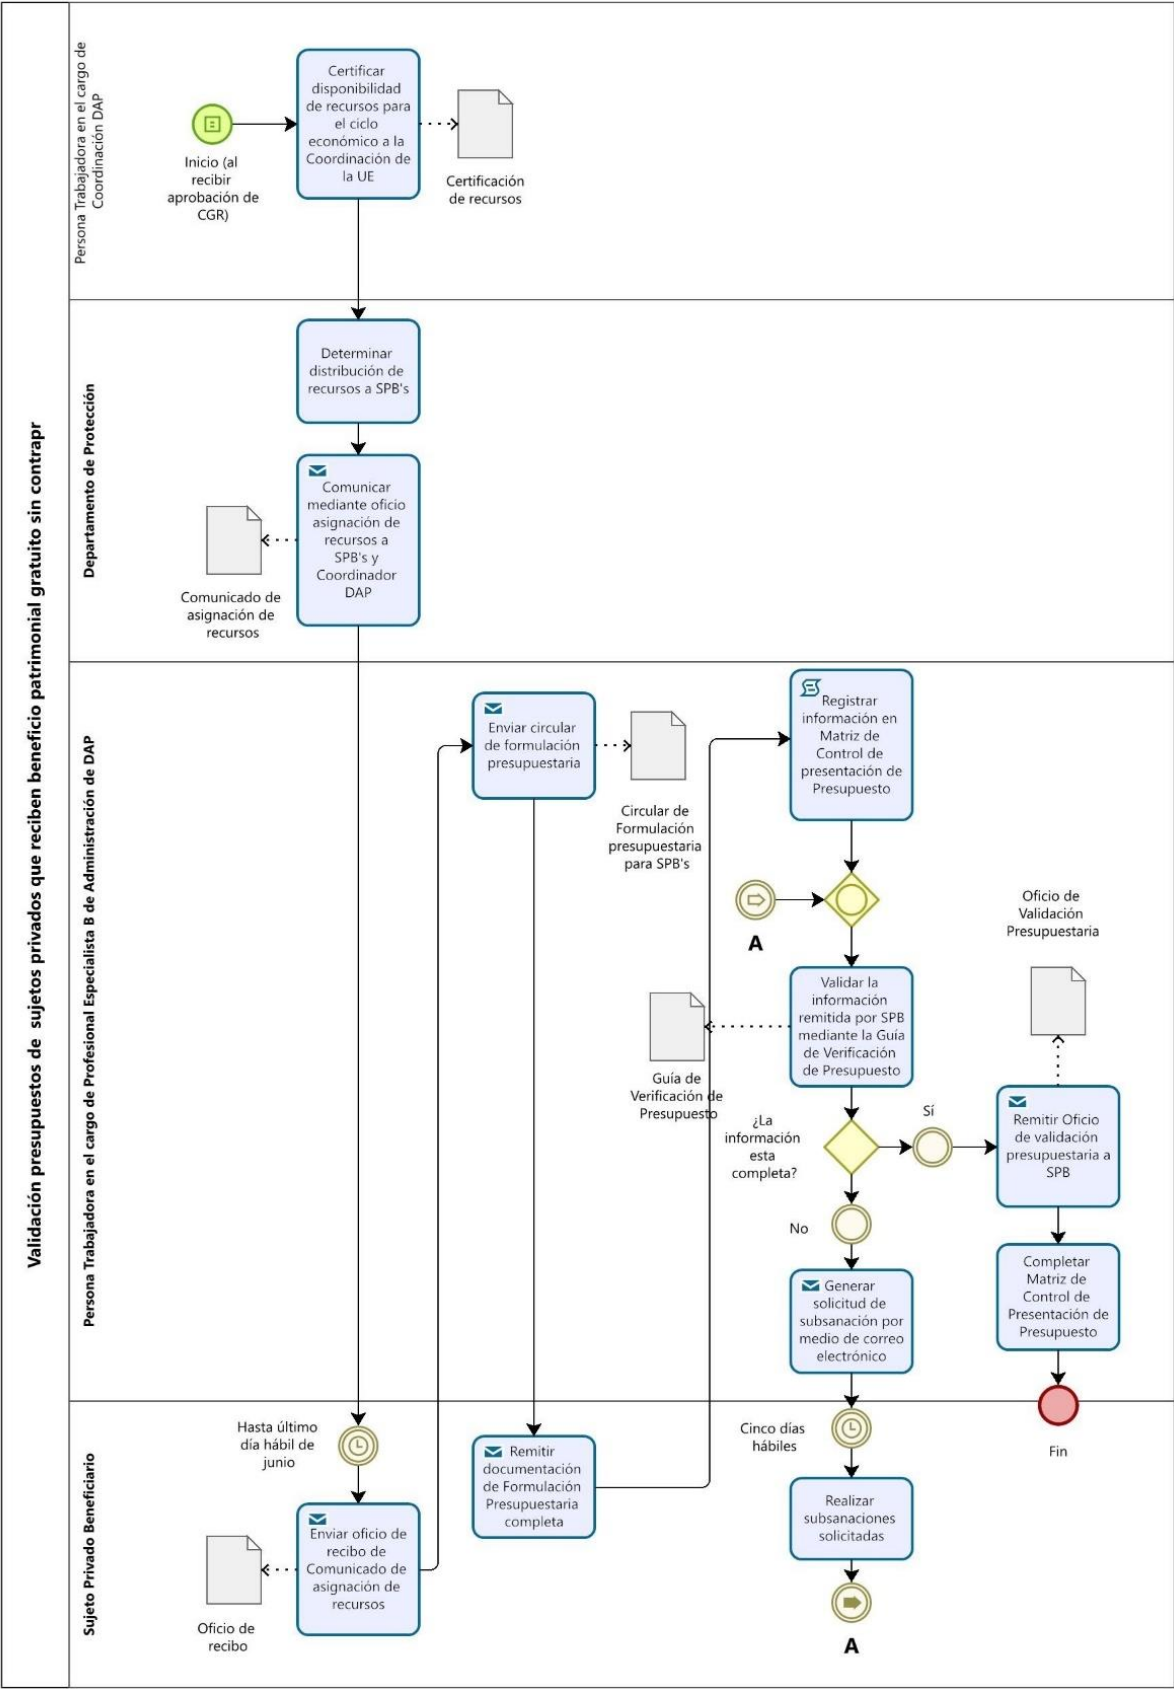 Validación presupuestos de  sujetos privados que reciben beneficio patrimonial gratuito sin contrapr
Persona Trabajadora en el cargo de
Coordinación DAP
Inicio (al
recibir
aprobación de
CGR)
Certificar
disponibilidad
de recursos para
el ciclo
económico a la
Coordinación de
la UE
Certificación
de recursos
Departamento de Protección
Determinar
distribución de
recursos a SPB's
Comunicar
mediante oficio
asignación de
recursos a
SPB's y
Coordinador
DAP
Comunicado de
asignación de
recursos
Persona Trabajadora en el cargo de Profesional Especialista B de Administración de DAP
Enviar circular
de formulación
presupuestaria
Circular de
Formulación
presupuestaria
para SPB's
Registrar
información en
Matriz de
Control de
presentación de
Presupuesto
A
Validar la
información
remitida por SPB
mediante la Guía
de Verificación
de Presupuesto
Guía de
Verificación de
Presupuesto
¿La
información
esta
completa?
Sí
No
Oficio de
Validación
Presupuestaria
Remitir Oficio
de validación
presupuestaria a
SPB
Completar
Matriz de
Control de
Presentación de
Presupuesto
Generar
solicitud de
subsanación por
medio de correo
electrónico
Fin
Sujeto Privado Beneficiario
Hasta último
día hábil de
junio
Enviar oficio de
recibo de
Comunicado de
asignación de
recursos
Oficio de
recibo
Remitir
documentación
de Formulación
Presupuestaria
completa
Cinco días
hábiles
Realizar
subsanaciones
solicitadas
A